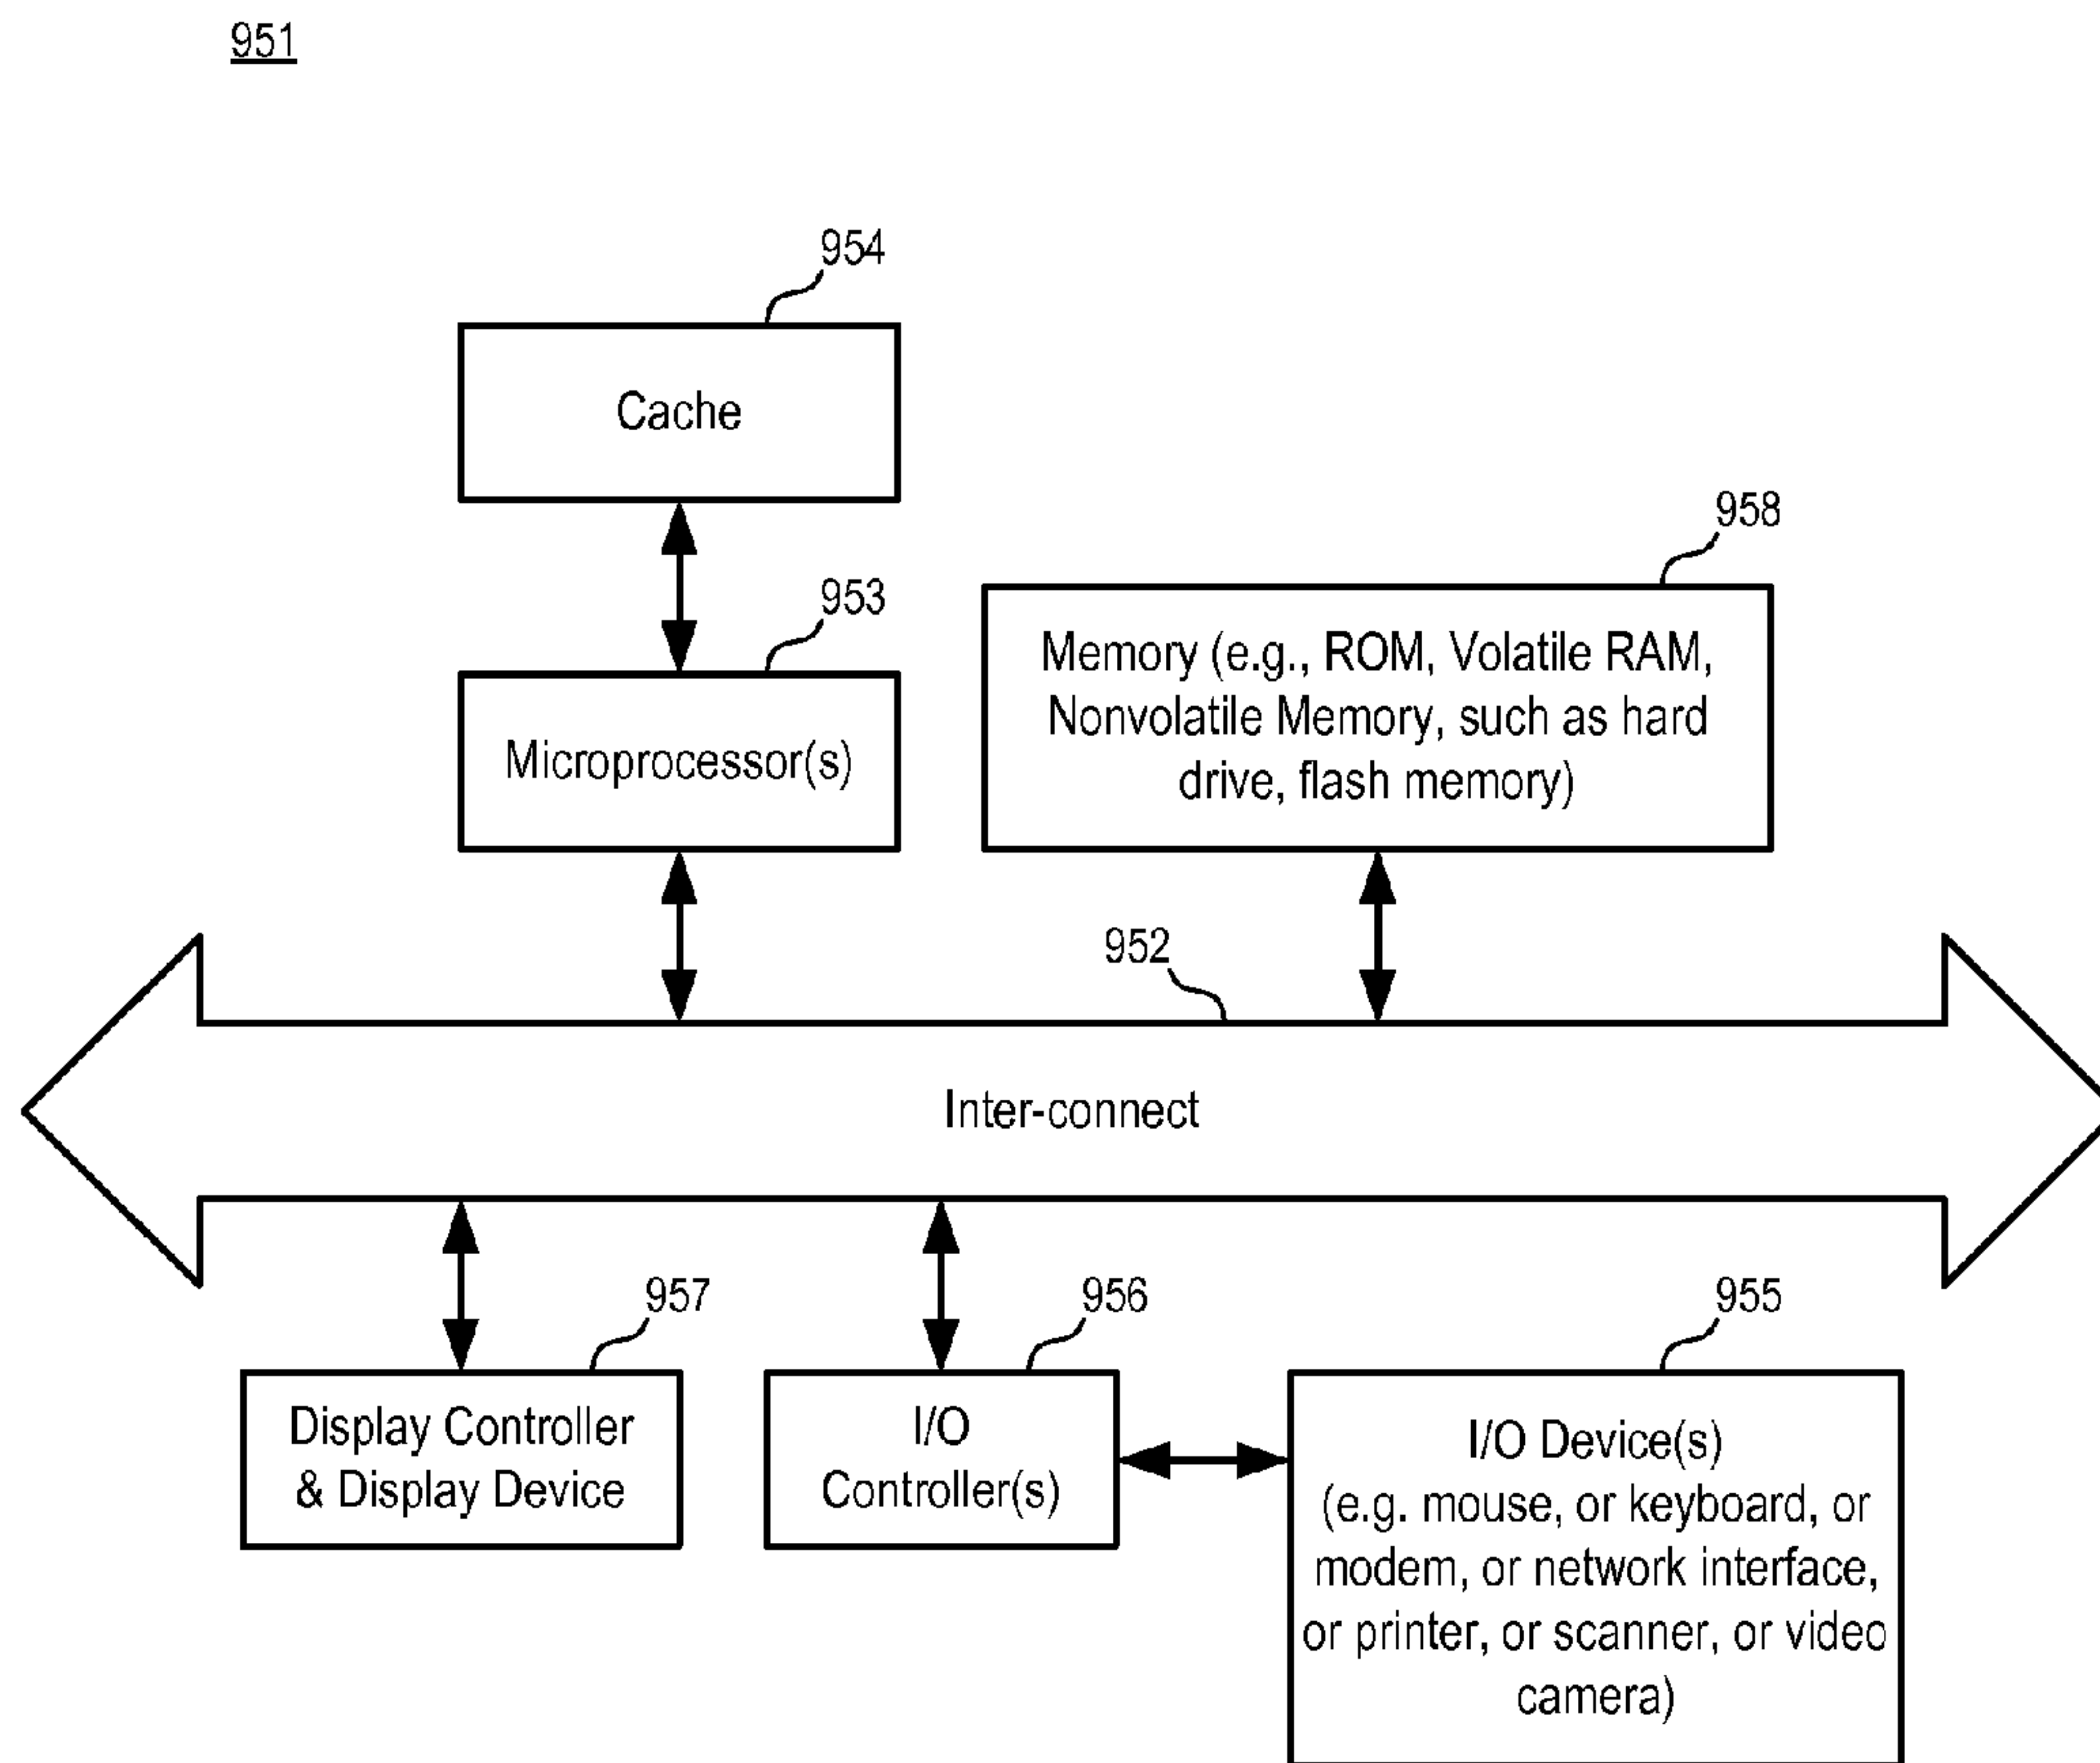 951
954
Cache
958
953
Memory (e.g., ROM, Volatile RAM,
Nonvolatile Memory, such as hard
drive, flash memory)
Microprocessor(s)
952
Inter-connect
957
956
955
Display Controller
& Display Device
I/O
Controller(s)
I/O Device(s)
(e.g. mouse, or keyboard, or
modem, or network interface,
or printer, or scanner, or video
camera)